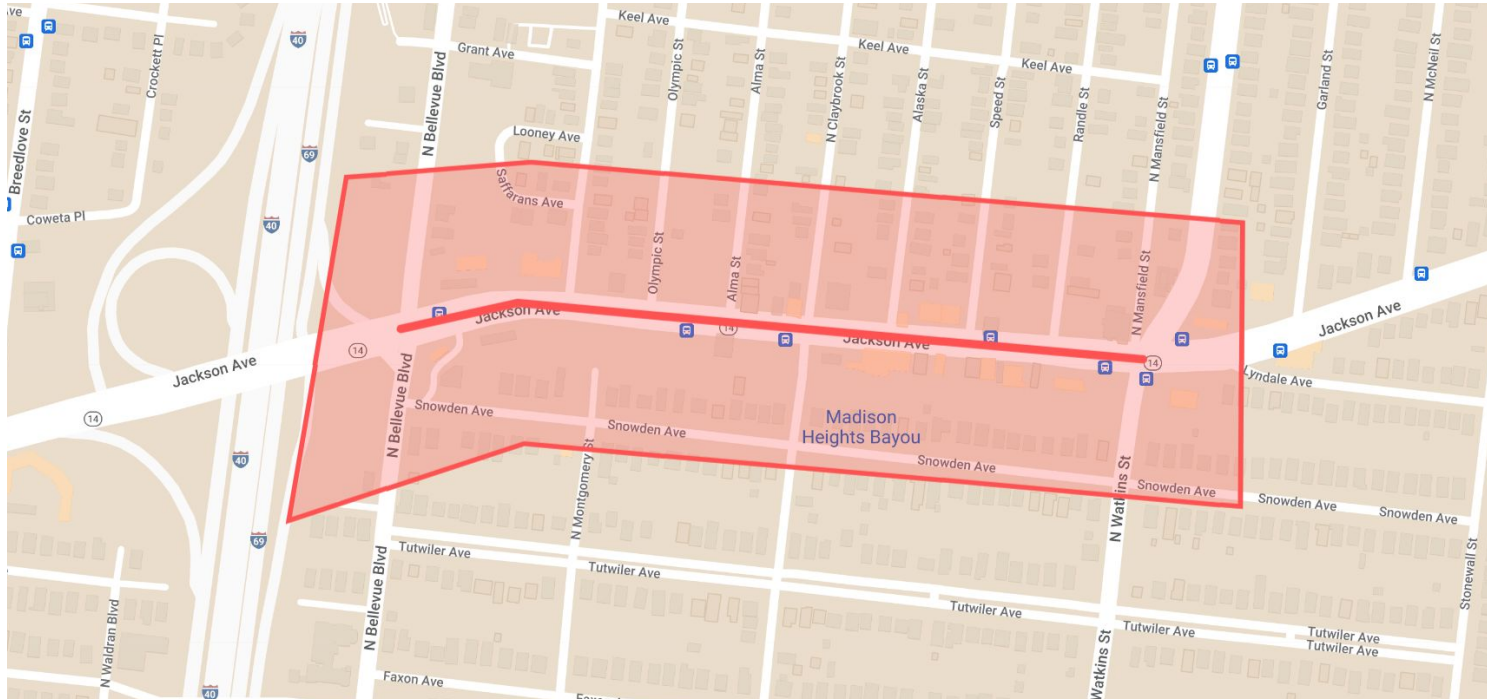 Ave
Crockett Pl
40
Keel Ave
Keel Ave
Keel Ave
Grant Ave
N Bellevue Blvd
Olympic St
Alma St
N Claybrook St
Alaska St
Speed St
Randle St
N Mansfield St
Garland St
N McNeil St
N Breedlove St
Looney Ave
69
Saffarans Ave
Coweta Pl
40
Olympic St
Alma St
N Mansfield St
Jackson Ave
14
Jackson Ave
14
Jackson Ave
14
Jackson Ave
14
Jackson Ave
Lyndale Ave
N Bellevue Blvd
Snowden Ave
Snowden Ave
Madison
Heights Bayou
Snowden Ave
Snowden Ave
Snowden Ave
Snowden Ave
N Montgomery St
N Watkins St
40
69
Tutwiler Ave
Tutwiler Ave
Tutwiler Ave
Tutwiler Ave
Tutwiler Ave
Tutwiler Ave
N Bellevue Blvd
N Waldran Blvd
Stonewall St
Faxon Ave
Watkins St
40